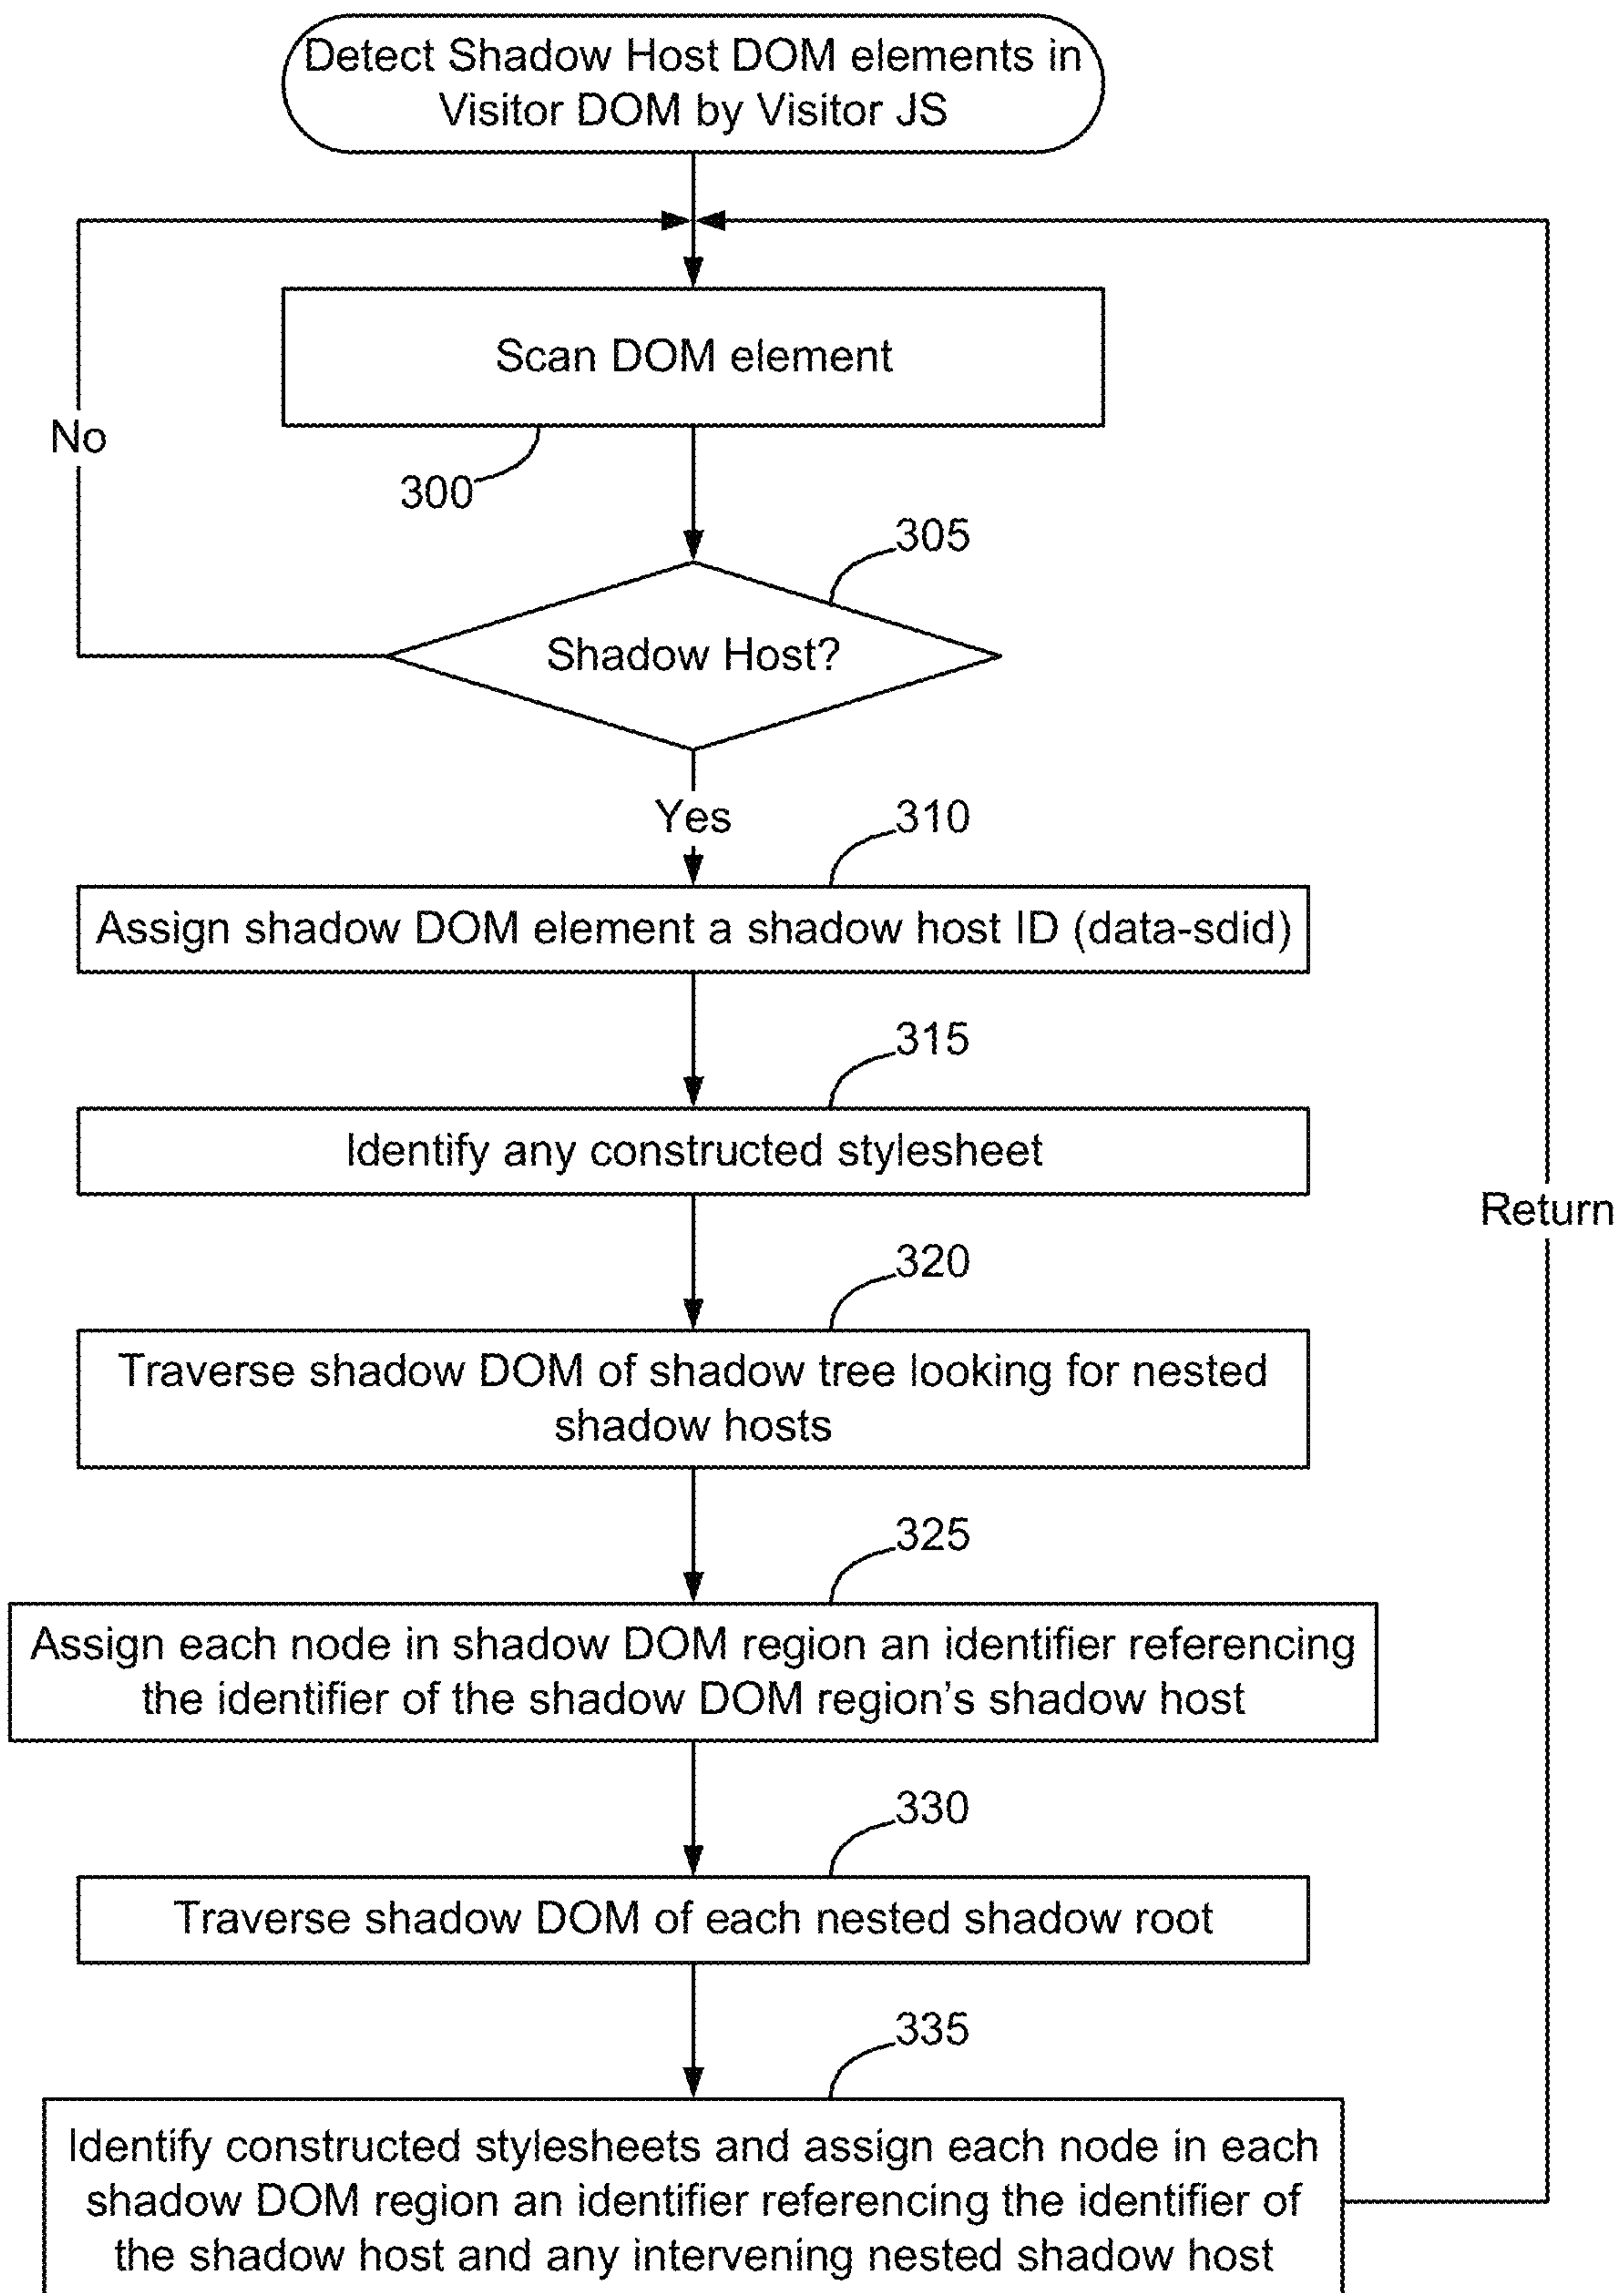 Detect Shadow Host DOM elements in
Visitor DOM by Visitor JS
Scan DOM element
No
300
305
Shadow Host?
Yes
310
Assign shadow DOM element a shadow host ID (data-sdid)
315
Identify any constructed stylesheet
Return
320
Traverse shadow DOM of shadow tree looking for nested
shadow hosts
325
Assign each node in shadow DOM region an identifier referencing
the identifier of the shadow DOM region's shadow host
330
Traverse shadow DOM of each nested shadow root
335
Identify constructed stylesheets and assign each node in each
shadow DOM region an identifier referencing the identifier of
the shadow host and any intervening nested shadow host